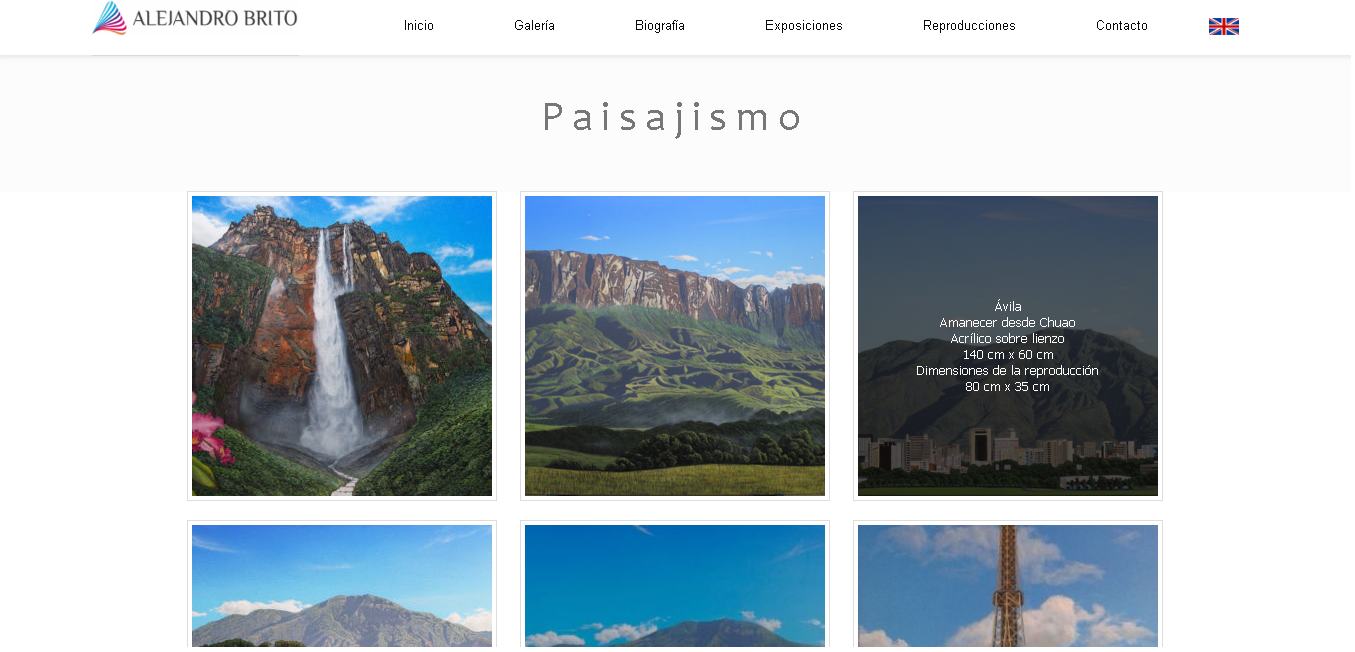 ALEJANDRO BRITO
Inicio Galería Biografía Exposiciones Reproducciones Contacto
Paisajismo
Ávila
Amanecer desde Chuao
Acrílico sobre lienzo
140 cm x 60 cm
Dimensiones de la reproducción
80 cm x 35 cm